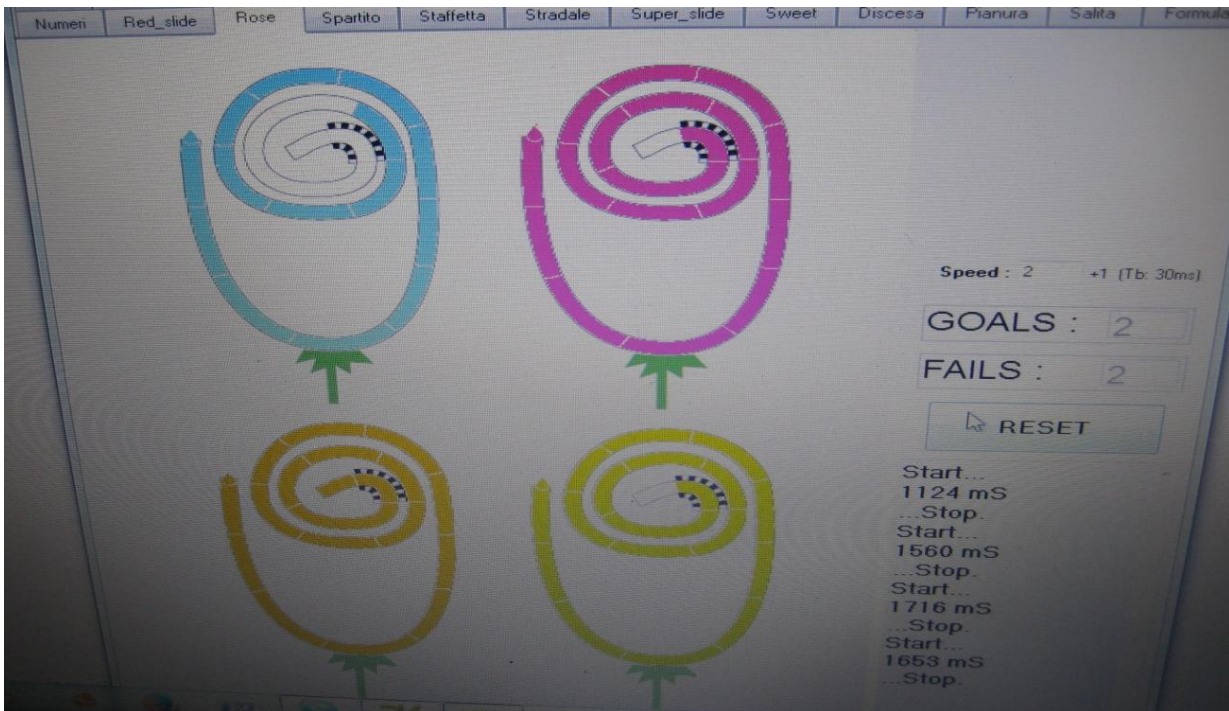 Numeri Red_slide Rose Spartito Staffetta Stradale Super_slide Sweet Discesa Pianura Salita Formula
Speed : 2 +1 (Tb: 30ms)
GOALS : 2
FAILS : 2
RESET
Start...
1124 mS
...Stop.
Start...
1560 mS
...Stop.
Start...
1716 mS
...Stop.
Start...
1653 mS
...Stop.